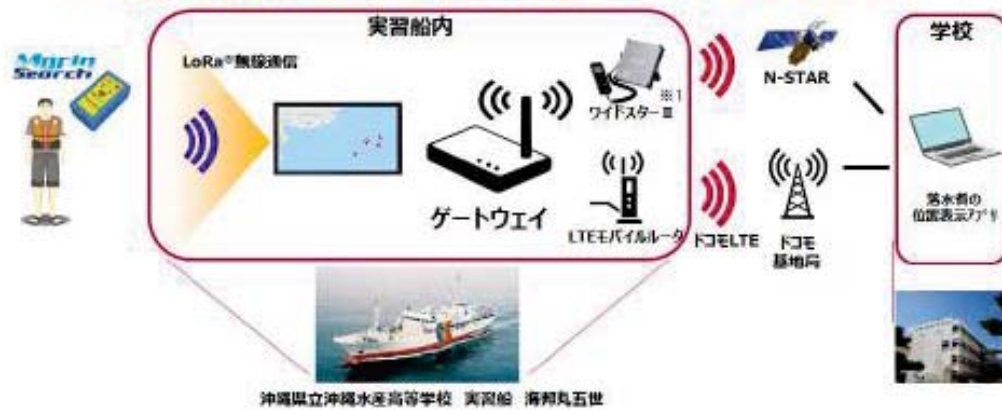 実習船内
学校
Marin
Search
LoRa®無線通信
※1
ワイドスターⅢ
N-STAR
ゲートウェイ
LTEモバイルルータ
ドコモLTE
ドコモ
基地局
落水者の
位置表示アプリ
沖縄県立沖縄水産高等学校 実習船 海邦丸五世